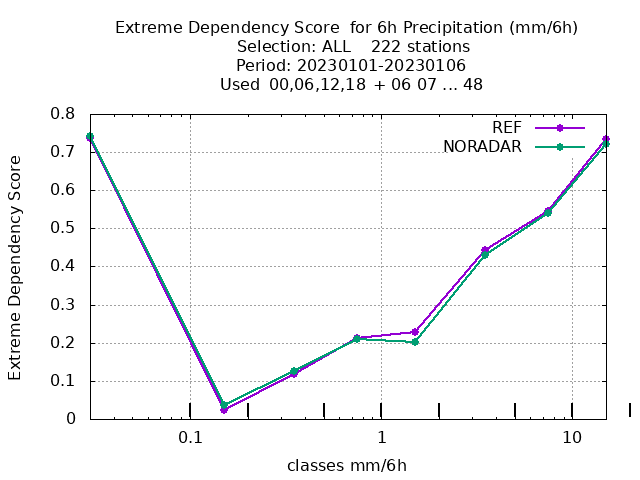 Extreme Dependency Score  for 6h Precipitation (mm/6h)
Selection: ALL    222 stations
Period: 20230101-20230106
Used  00,06,12,18  + 06 07 ... 48
REF
NORADAR
Extreme Dependency Score
0.8
0.7
0.6
0.5
0.4
0.3
0.2
0.1
0
0.1
1
10
classes mm/6h